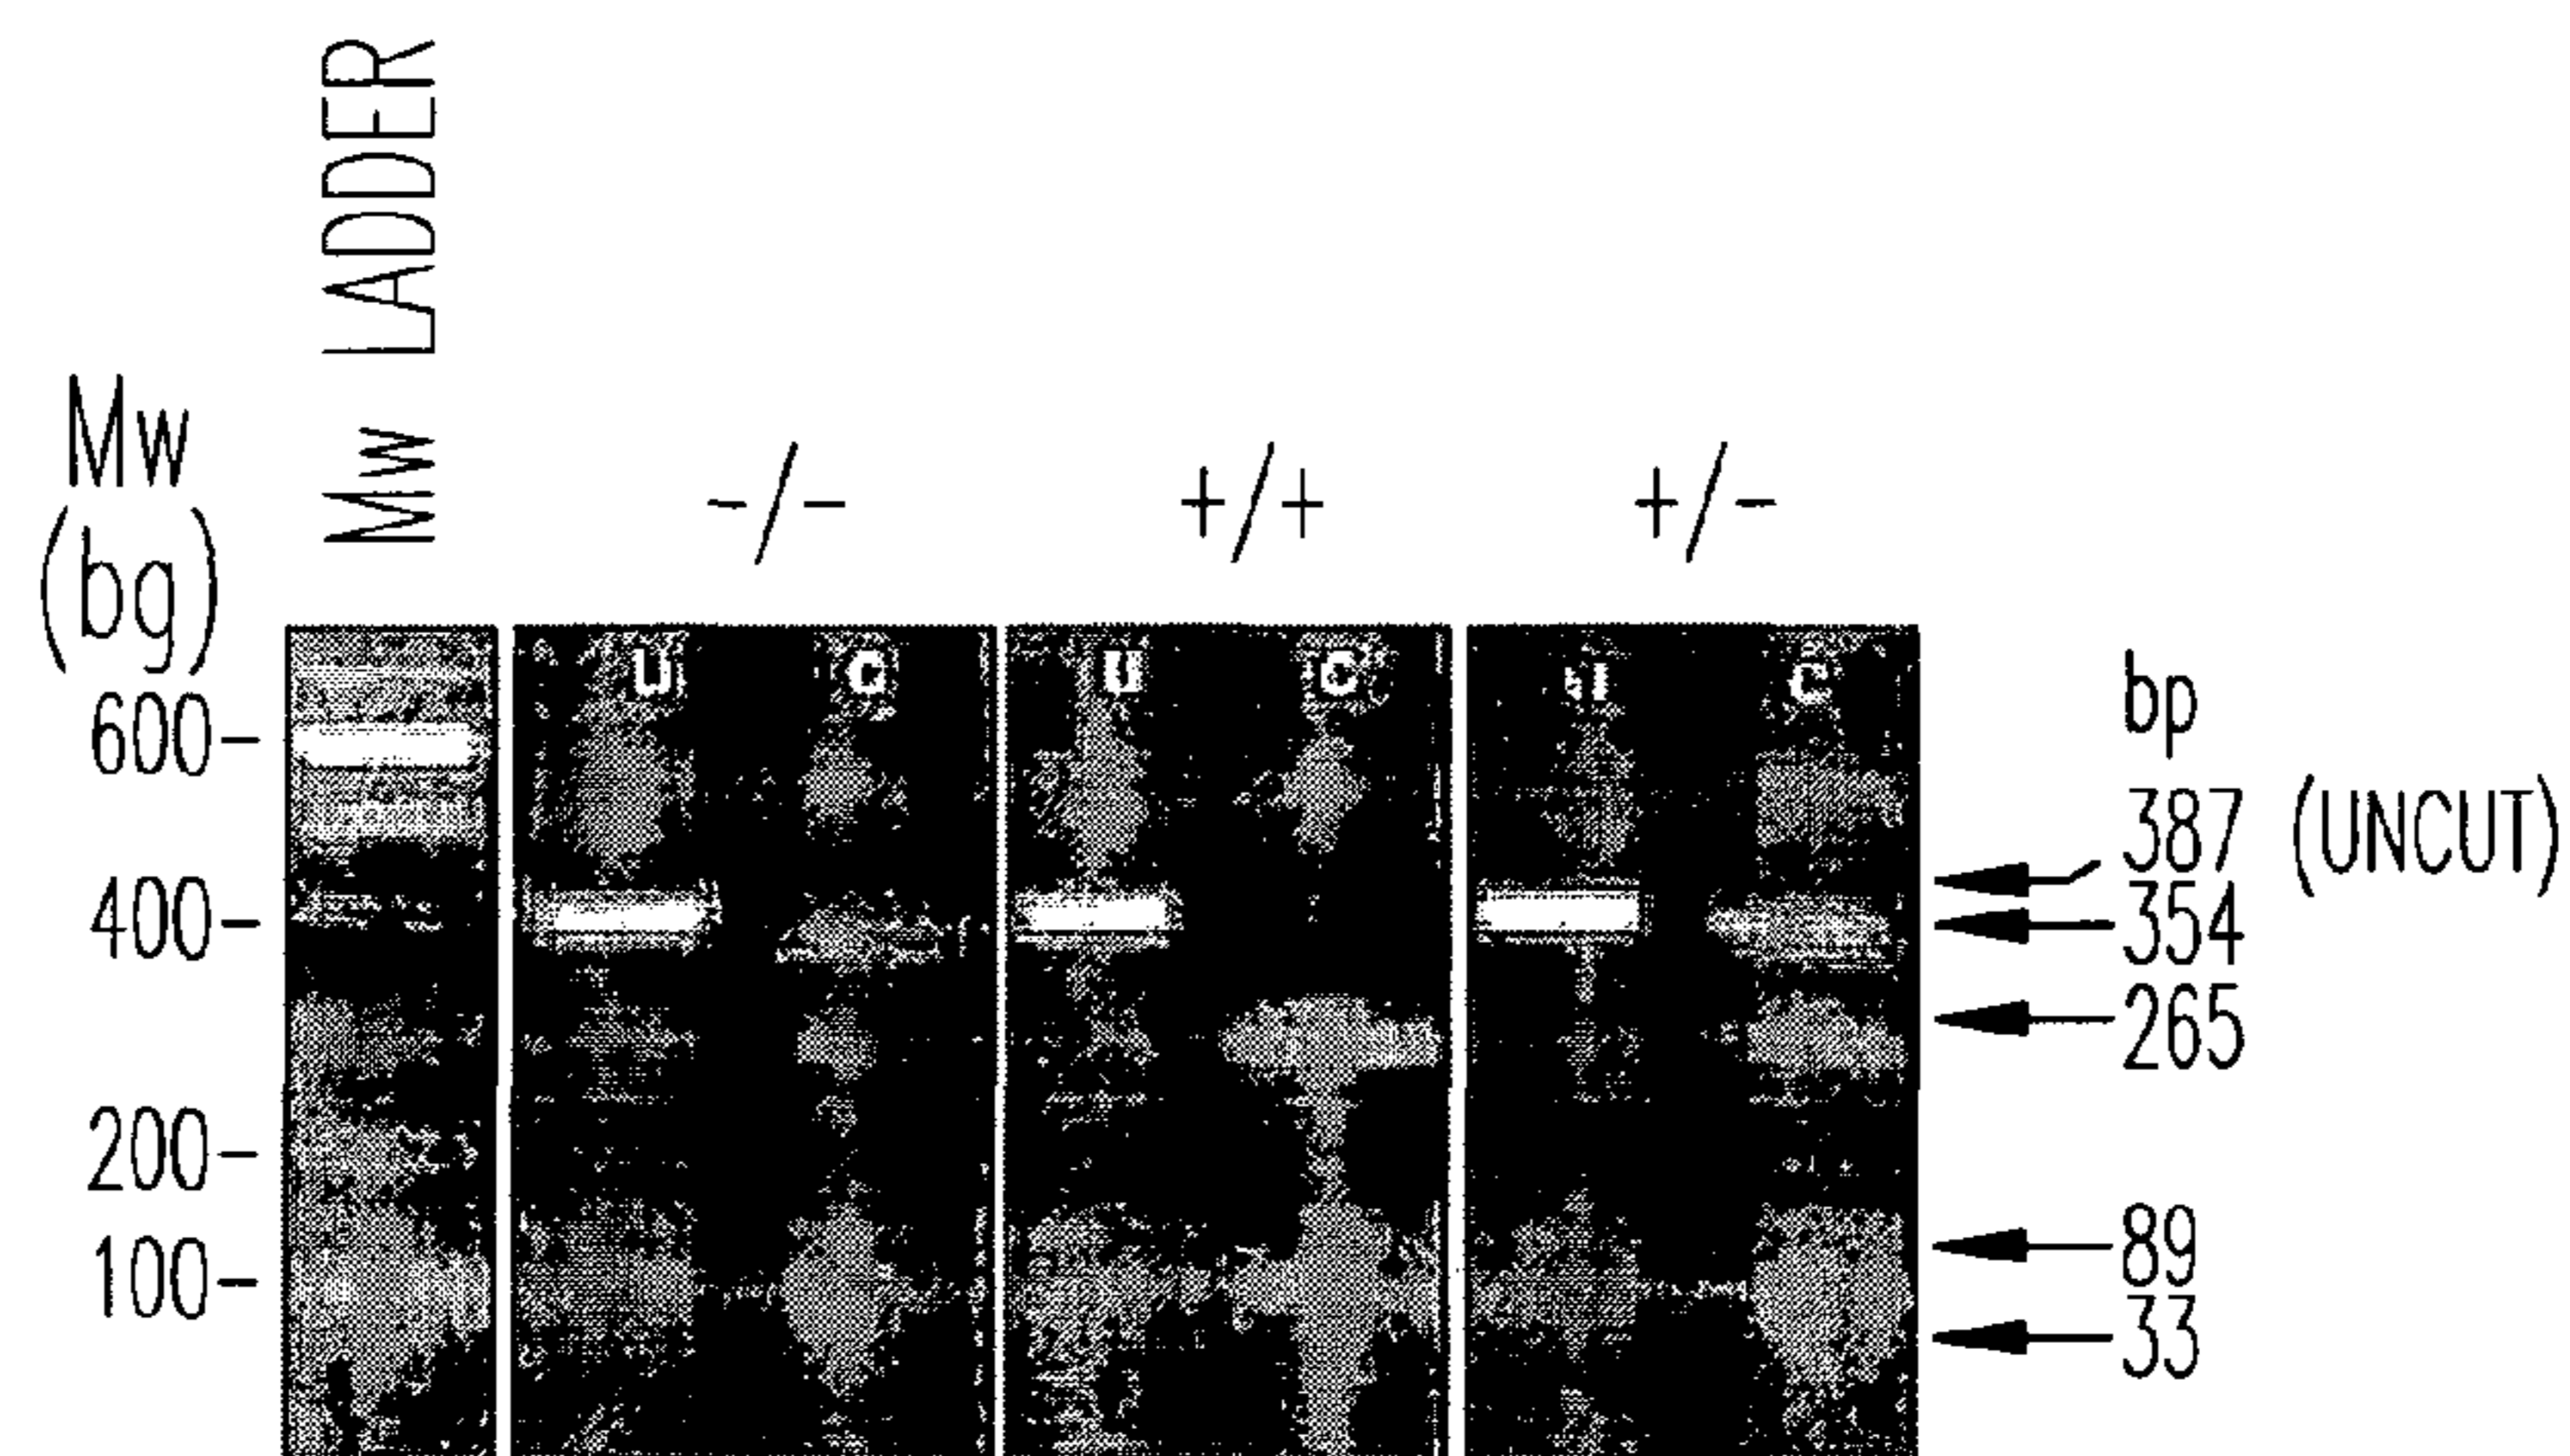 Mw LADDER
Mw
(bg)
-/-
+/+
+/-
U C
U C
U C
bp
600-
387 (UNCUT)
400-
354
265
200-
89
100-
33